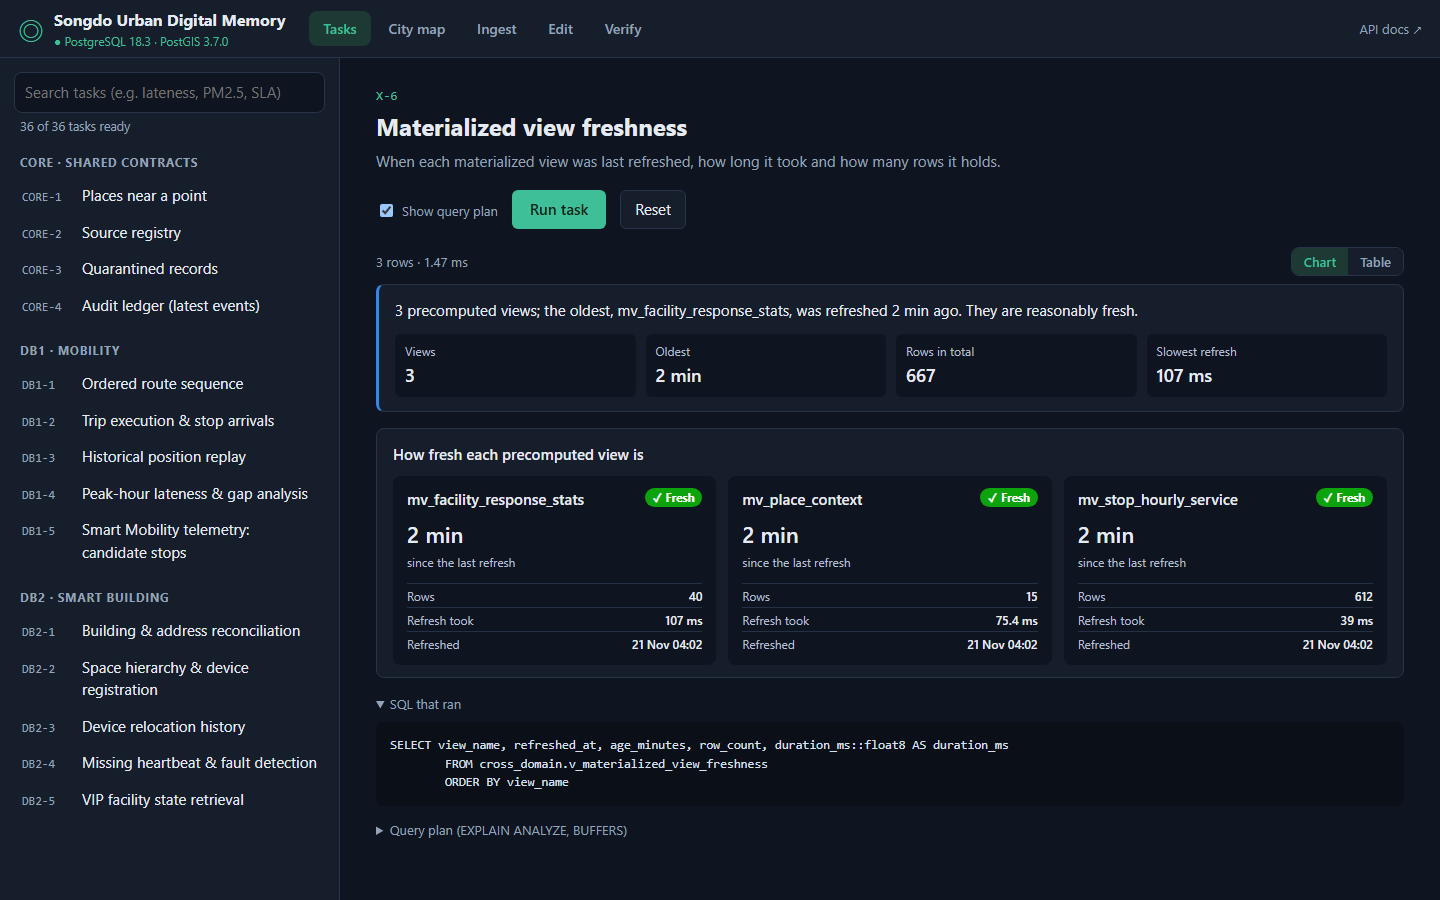 Songdo Urban Digital Memory
● PostgreSQL 18.3 · PostGIS 3.7.0
Tasks
City map
Ingest
Edit
Verify
API docs ↗
Search tasks (e.g. lateness, PM2.5, SLA)
36 of 36 tasks ready
CORE · SHARED CONTRACTS
CORE-1 Places near a point
CORE-2 Source registry
CORE-3 Quarantined records
CORE-4 Audit ledger (latest events)
DB1 · MOBILITY
DB1-1 Ordered route sequence
DB1-2 Trip execution & stop arrivals
DB1-3 Historical position replay
DB1-4 Peak-hour lateness & gap analysis
DB1-5 Smart Mobility telemetry:
candidate stops
DB2 · SMART BUILDING
DB2-1 Building & address reconciliation
DB2-2 Space hierarchy & device
registration
DB2-3 Device relocation history
DB2-4 Missing heartbeat & fault detection
DB2-5 VIP facility state retrieval
X-6
Materialized view freshness
When each materialized view was last refreshed, how long it took and how many rows it holds.
Show query plan
Run task
Reset
3 rows · 1.47 ms
Chart
Table
3 precomputed views; the oldest, mv_facility_response_stats, was refreshed 2 min ago. They are reasonably fresh.
Views
3
Oldest
2 min
Rows in total
667
Slowest refresh
107 ms
How fresh each precomputed view is
mv_facility_response_stats
✓ Fresh
2 min
since the last refresh
Rows 40
Refresh took 107 ms
Refreshed 21 Nov 04:02
mv_place_context
✓ Fresh
2 min
since the last refresh
Rows 15
Refresh took 75.4 ms
Refreshed 21 Nov 04:02
mv_stop_hourly_service
✓ Fresh
2 min
since the last refresh
Rows 612
Refresh took 39 ms
Refreshed 21 Nov 04:02
▼ SQL that ran
SELECT view_name, refreshed_at, age_minutes, row_count, duration_ms::float8 AS duration_ms
FROM cross_domain.v_materialized_view_freshness
ORDER BY view_name
▶ Query plan (EXPLAIN ANALYZE, BUFFERS)